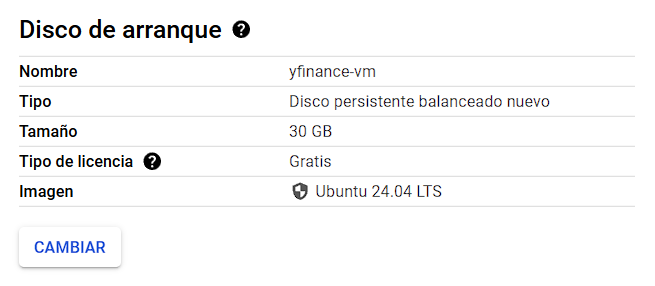 Disco de arranque ?
Nombre yfinance-vm
Tipo Disco persistente balanceado nuevo
Tamaño 30 GB
Tipo de licencia ? Gratis
Imagen Ubuntu 24.04 LTS
CAMBIAR